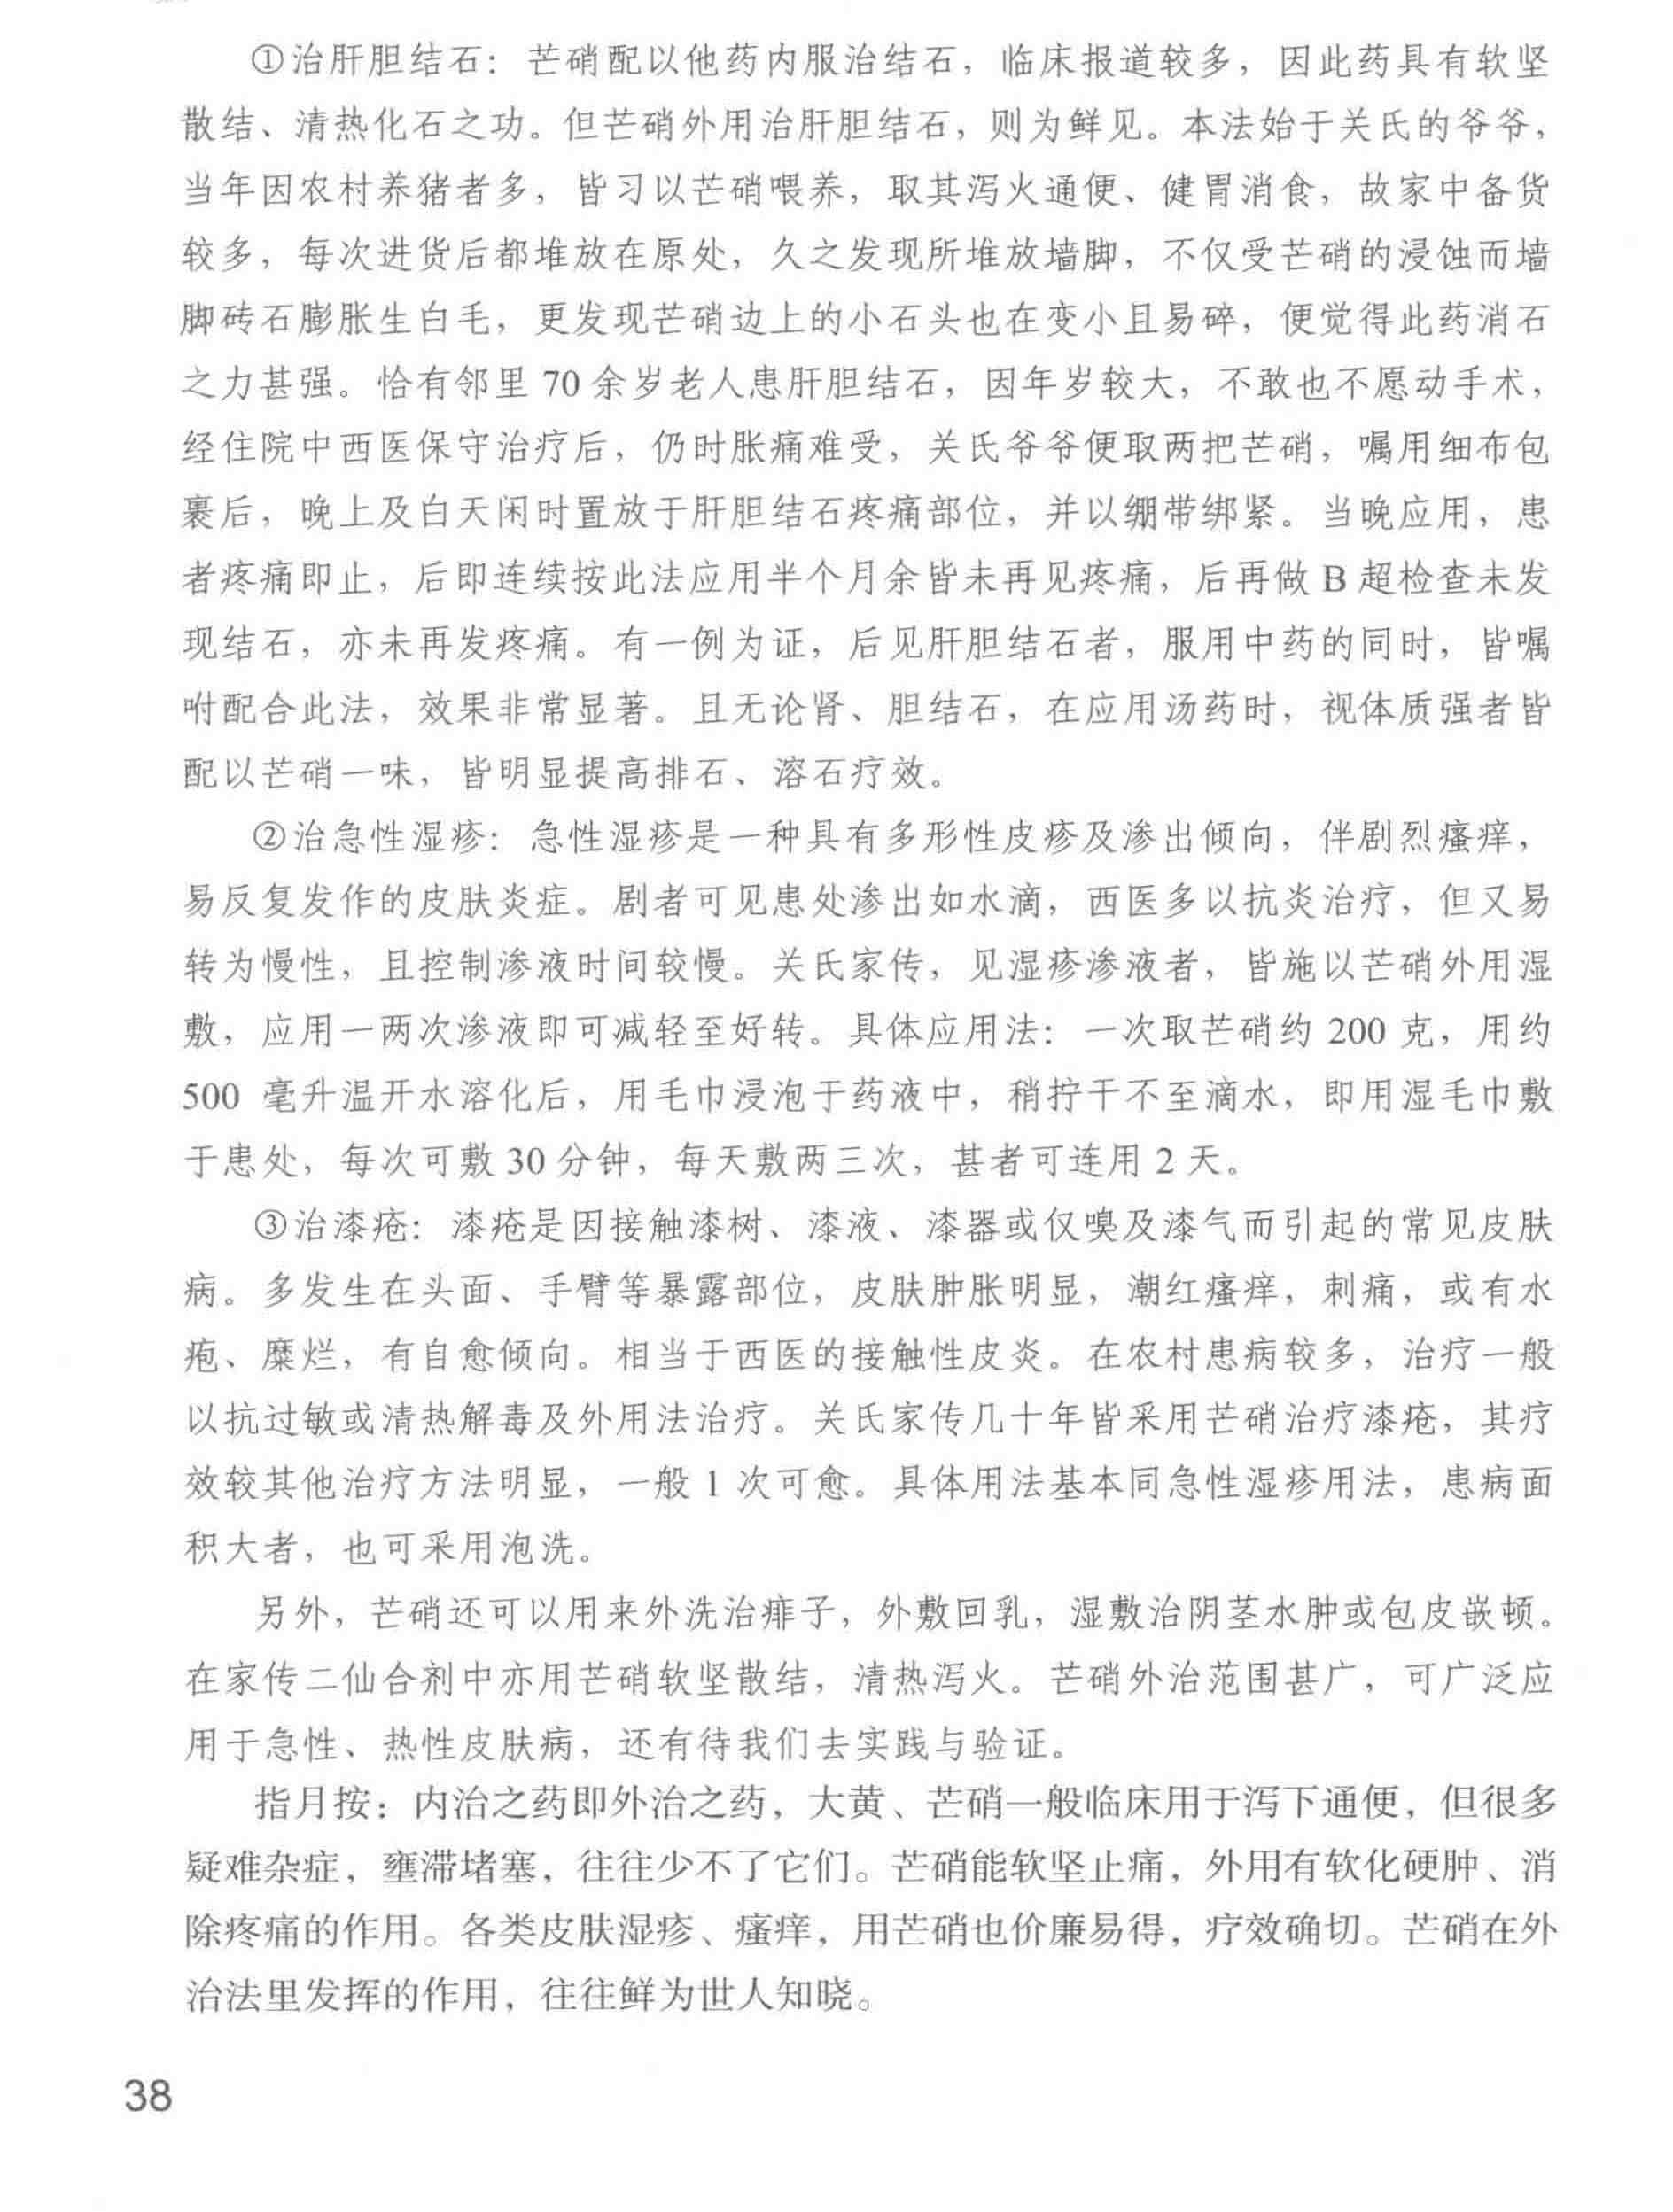 ①治肝胆结石：芒硝配以他药内服治结石，临床报道较多，因此药具有软坚
散结、清热化石之功。但芒硝外用治肝胆结石，则为鲜见。本法始于关氏的爷爷，
当年因农村养猪者多，皆习以芒硝喂养，取其泻火通便、健胃消食，故家中备货
较多，每次进货后都堆放在原处，久之发现所堆放墙脚，不仅受芒硝的浸蚀而墙
脚砖石膨胀生白毛，更发现芒硝边上的小石头也在变小且易碎，便觉得此药消石
之力甚强。恰有邻里 70 余岁老人患肝胆结石，因年岁较大，不敢也不愿动手术，
经住院中西医保守治疗后，仍时胀痛难受，关氏爷爷便取两把芒硝，嘱用细布包
裹后，晚上及白天闲时置放于肝胆结石疼痛部位，并以绷带绑紧。当晚应用，患
者疼痛即止，后即连续按此法应用半个月余皆未再见疼痛，后再做 B 超检查未发
现结石，亦未再发疼痛。有一例为证，后见肝胆结石者，服用中药的同时，皆嘱
咐配合此法，效果非常显著。且无论肾、胆结石，在应用汤药时，视体质强者皆
配以芒硝一味，皆明显提高排石、溶石疗效。
②治急性湿疹：急性湿疹是一种具有多形性皮疹及渗出倾向，伴剧烈瘙痒，
易反复发作的皮肤炎症。剧者可见患处渗出如水滴，西医多以抗炎治疗，但又易
转为慢性，且控制渗液时间较慢。关氏家传，见湿疹渗液者，皆施以芒硝外用湿
敷，应用一两次渗液即可减轻至好转。具体应用法：一次取芒硝约 200 克，用约
500 毫升温开水溶化后，用毛巾浸泡于药液中，稍拧干不至滴水，即用湿毛巾敷
于患处，每次可敷 30 分钟，每天敷两三次，甚者可连用 2 天。
③治漆疮：漆疮是因接触漆树、漆液、漆器或仅嗅及漆气而引起的常见皮肤
病。多发生在头面、手臂等暴露部位，皮肤肿胀明显，潮红瘙痒，刺痛，或有水
疱、糜烂，有自愈倾向。相当于西医的接触性皮炎。在农村患病较多，治疗一般
以抗过敏或清热解毒及外用法治疗。关氏家传几十年皆采用芒硝治疗漆疮，其疗
效较其他治疗方法明显，一般 1 次可愈。具体用法基本同急性湿疹用法，患病面
积大者，也可采用泡洗。
另外，芒硝还可以用来外洗治痱子，外敷回乳，湿敷治阴茎水肿或包皮嵌顿。
在家传二仙合剂中亦用芒硝软坚散结，清热泻火。芒硝外治范围甚广，可广泛应
用于急性、热性皮肤病，还有待我们去实践与验证。
指月按：内治之药即外治之药，大黄、芒硝一般临床用于泻下通便，但很多
疑难杂症，壅滞堵塞，往往少不了它们。芒硝能软坚止痛，外用有软化硬肿、消
除疼痛的作用。各类皮肤湿疹、瘙痒，用芒硝也价廉易得，疗效确切。芒硝在外
治法里发挥的作用，往往鲜为世人知晓。
38